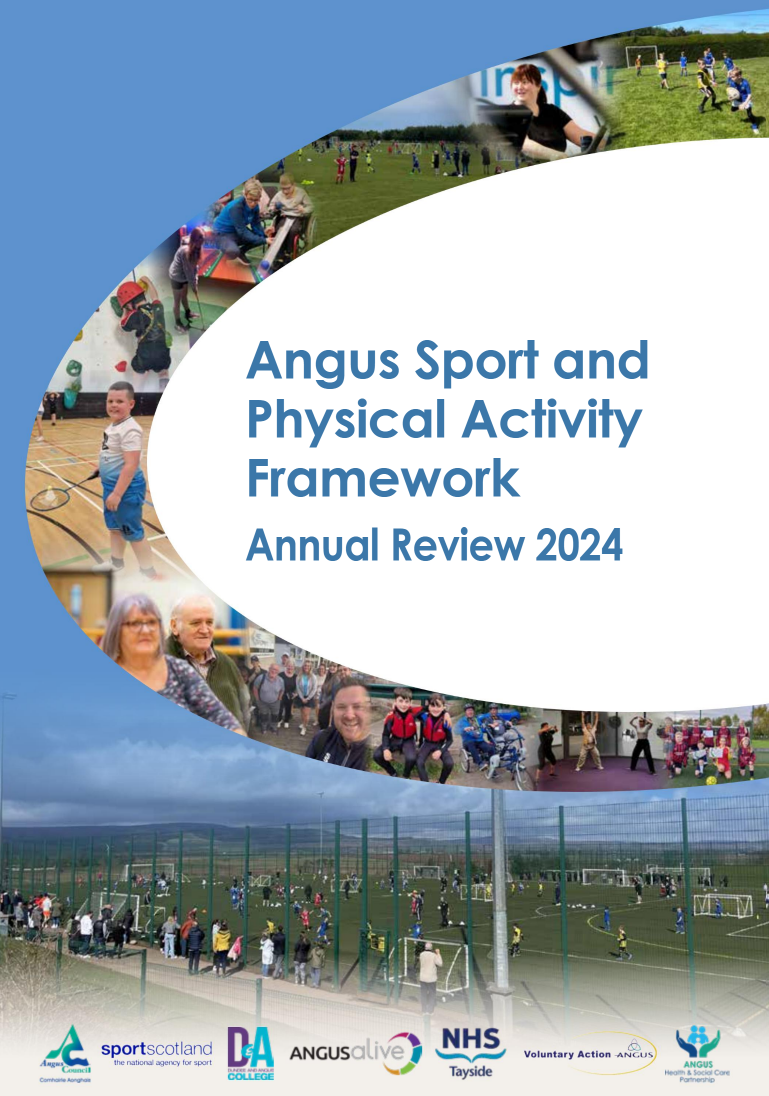 inspi
Angus Sport and
Physical Activity
Framework
Annual Review 2024
Angus
Council
Comhairle Aonghais
sportscotland
the national agency for sport
D&A
DUNDEE AND ANGUS
COLLEGE
ANGUSalive
NHS
Tayside
Voluntary Action ANGUS
ANGUS
Health & Social Care
Partnership